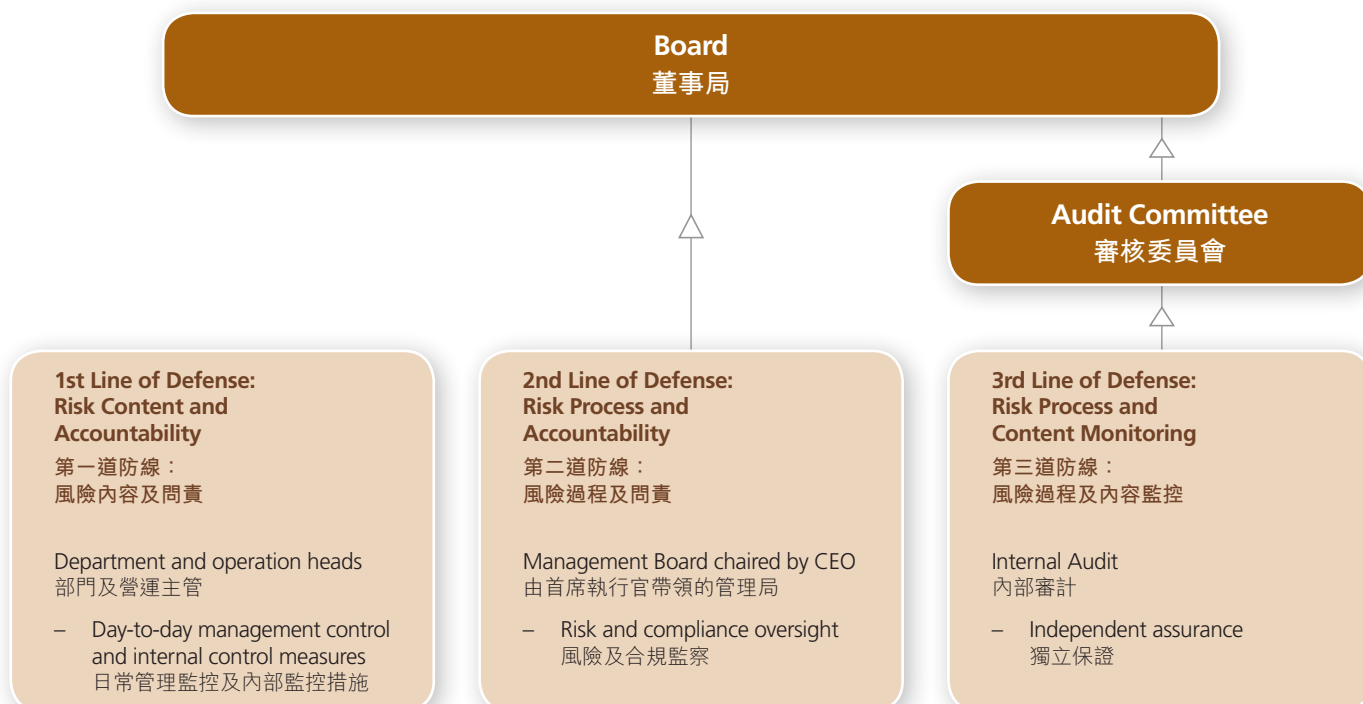 Board
董事局
Audit Committee
審核委員會
1st Line of Defense:
Risk Content and
Accountability
第一道防線：
風險內容及問責
Department and operation heads
部門及營運主管
– Day-to-day management control
and internal control measures
日常管理監控及內部監控措施
2nd Line of Defense:
Risk Process and
Accountability
第二道防線：
風險過程及問責
Management Board chaired by CEO
由首席執行官帶領的管理局
– Risk and compliance oversight
風險及合規監察
3rd Line of Defense:
Risk Process and
Content Monitoring
第三道防線：
風險過程及內容監控
Internal Audit
內部審計
– Independent assurance
獨立保證